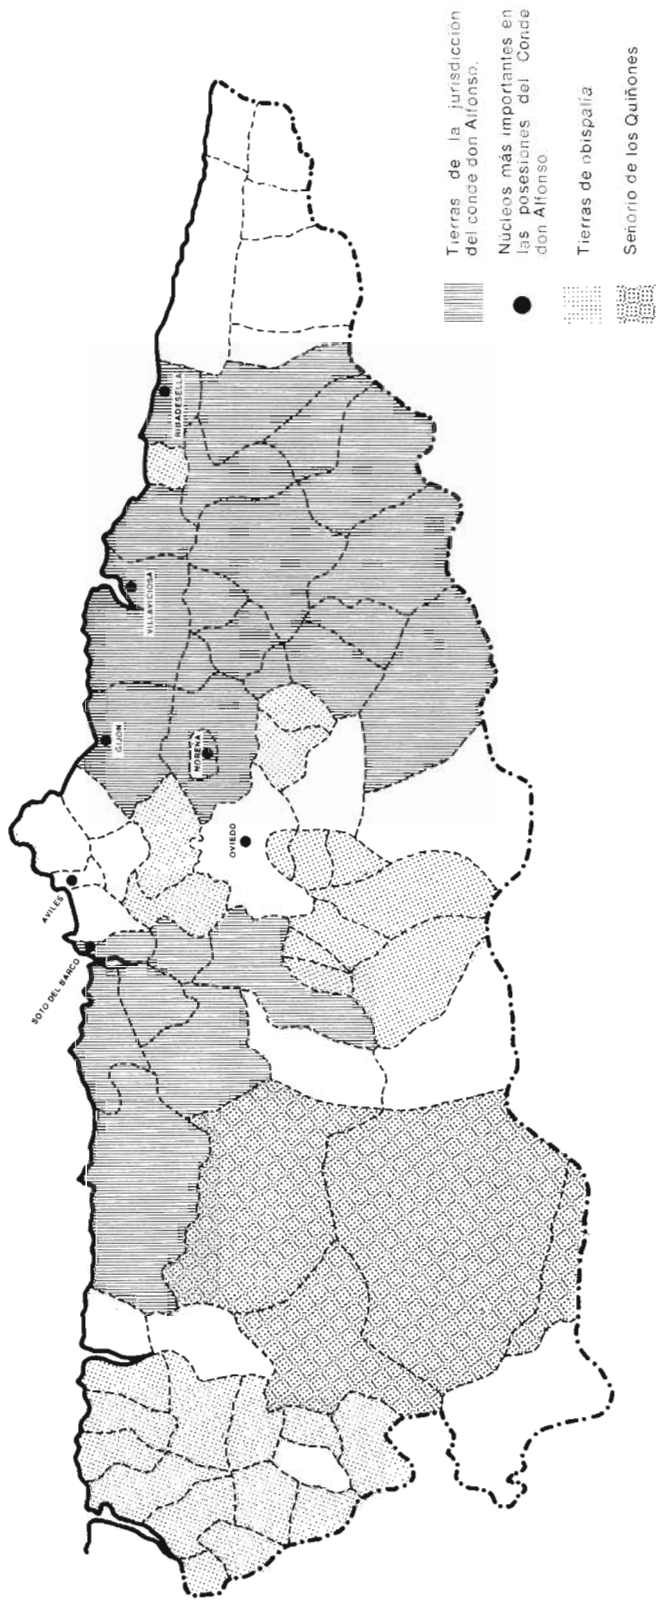 SOTO DEL BARCO
AVILES
OVIEDO
GIJON
NOREÑA
VILLAVICIOSA
RIBADESELLA
Tierras de la jurisdicción
del conde don Alfonso.
Núcleos más importantes en
las posesiones del Conde
don Alfonso.
Tierras de obispalía
Señorío de los Quiñones